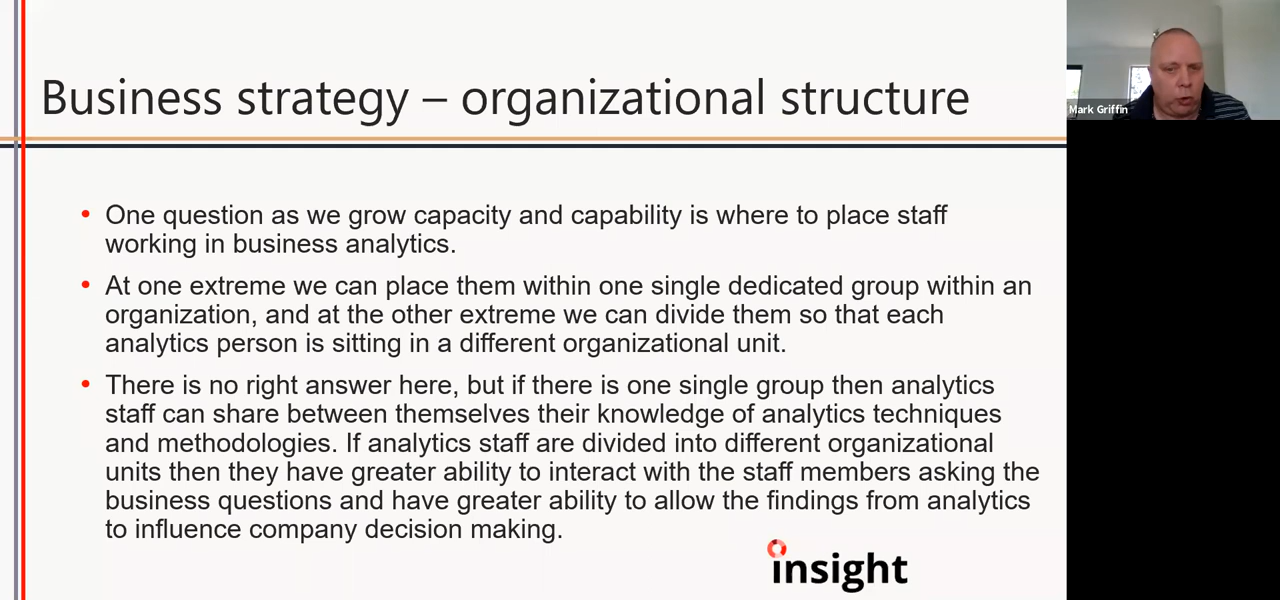 Business strategy – organizational structure
Mark Griffin
• One question as we grow capacity and capability is where to place staff
working in business analytics.
• At one extreme we can place them within one single dedicated group within an
organization, and at the other extreme we can divide them so that each
analytics person is sitting in a different organizational unit.
• There is no right answer here, but if there is one single group then analytics
staff can share between themselves their knowledge of analytics techniques
and methodologies. If analytics staff are divided into different organizational
units then they have greater ability to interact with the staff members asking the
business questions and have greater ability to allow the findings from analytics
to influence company decision making.
insight